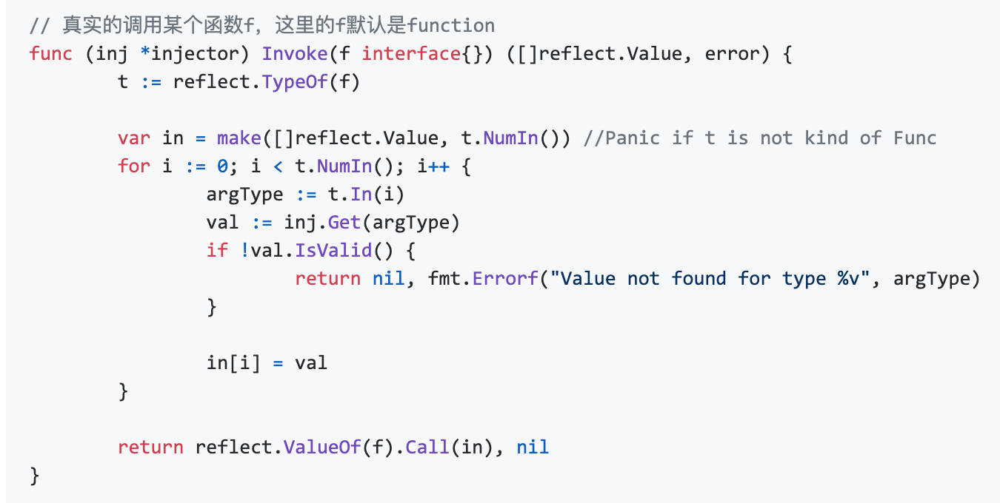 // 真实的调用某个函数f，这里的f默认是function
func (inj *injector) Invoke(f interface{}) ([]reflect.Value, error) {
        t := reflect.TypeOf(f)

        var in = make([]reflect.Value, t.NumIn()) //Panic if t is not kind of Func
        for i := 0; i < t.NumIn(); i++ {
                argType := t.In(i)
                val := inj.Get(argType)
                if !val.IsValid() {
                        return nil, fmt.Errorf("Value not found for type %v", argType)
                }

                in[i] = val
        }

        return reflect.ValueOf(f).Call(in), nil
}